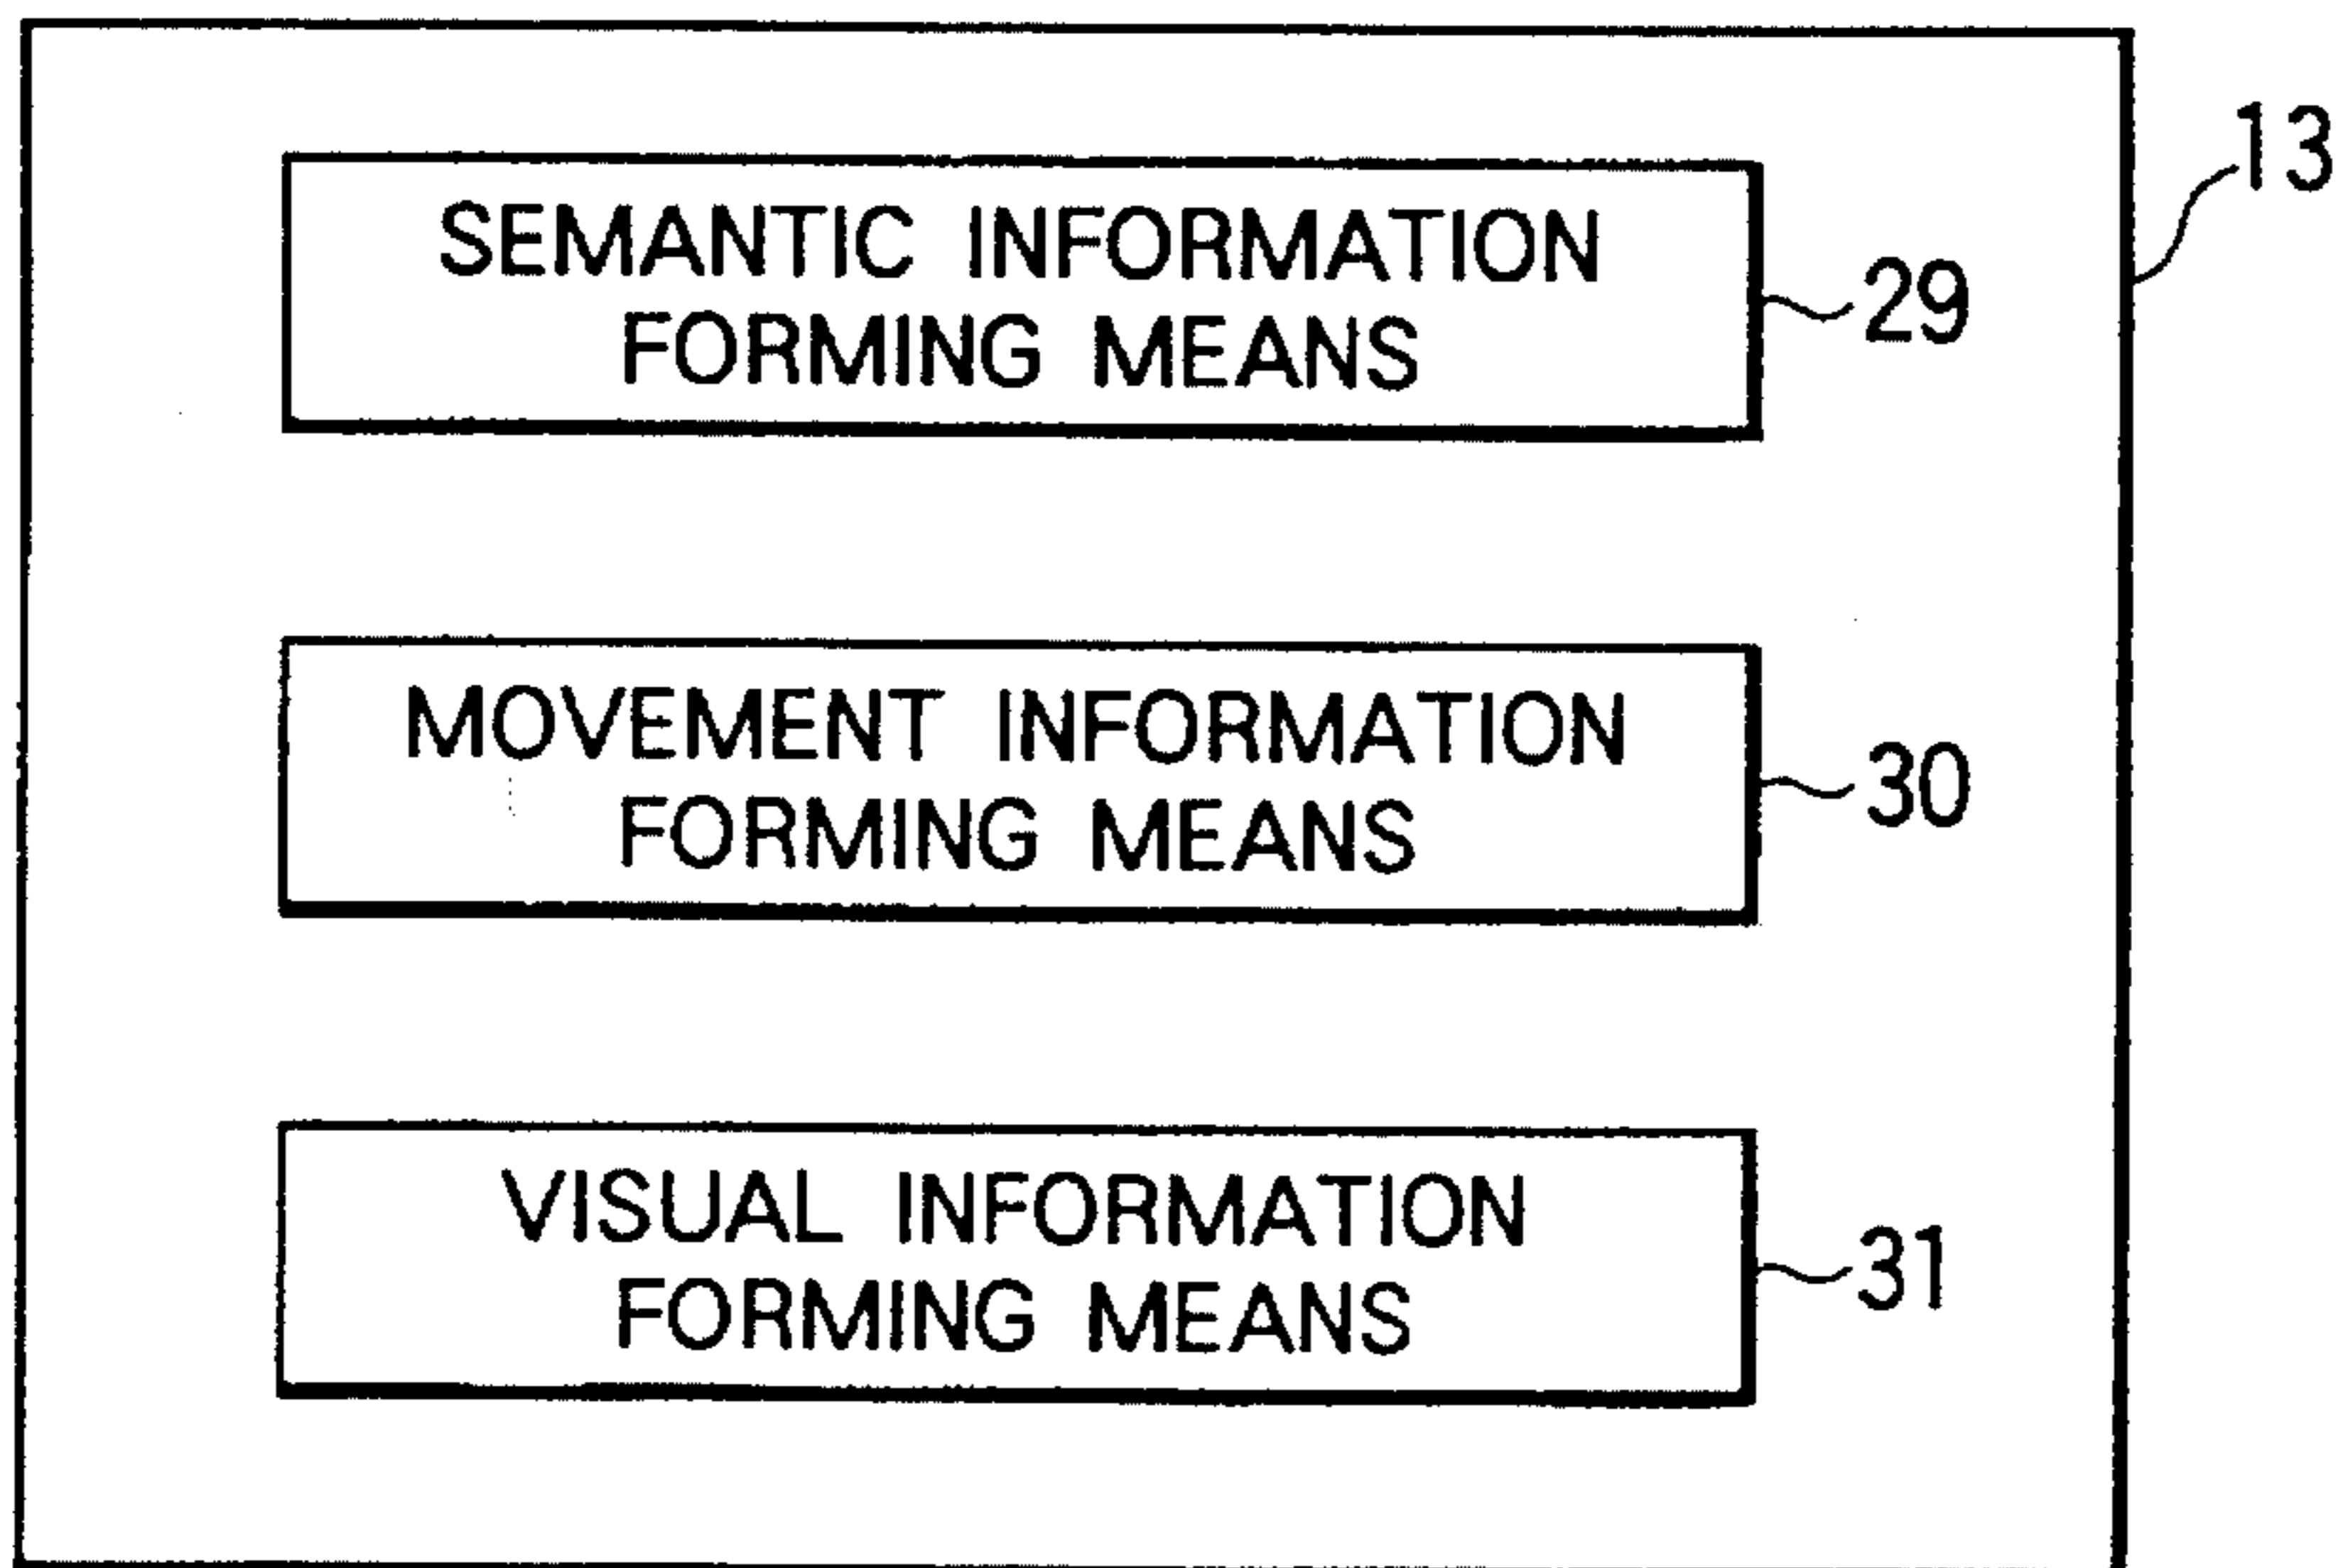 13
SEMANTIC INFORMATION
FORMING MEANS
29
MOVEMENT INFORMATION
FORMING MEANS
30
VISUAL INFORMATION
FORMING MEANS
31